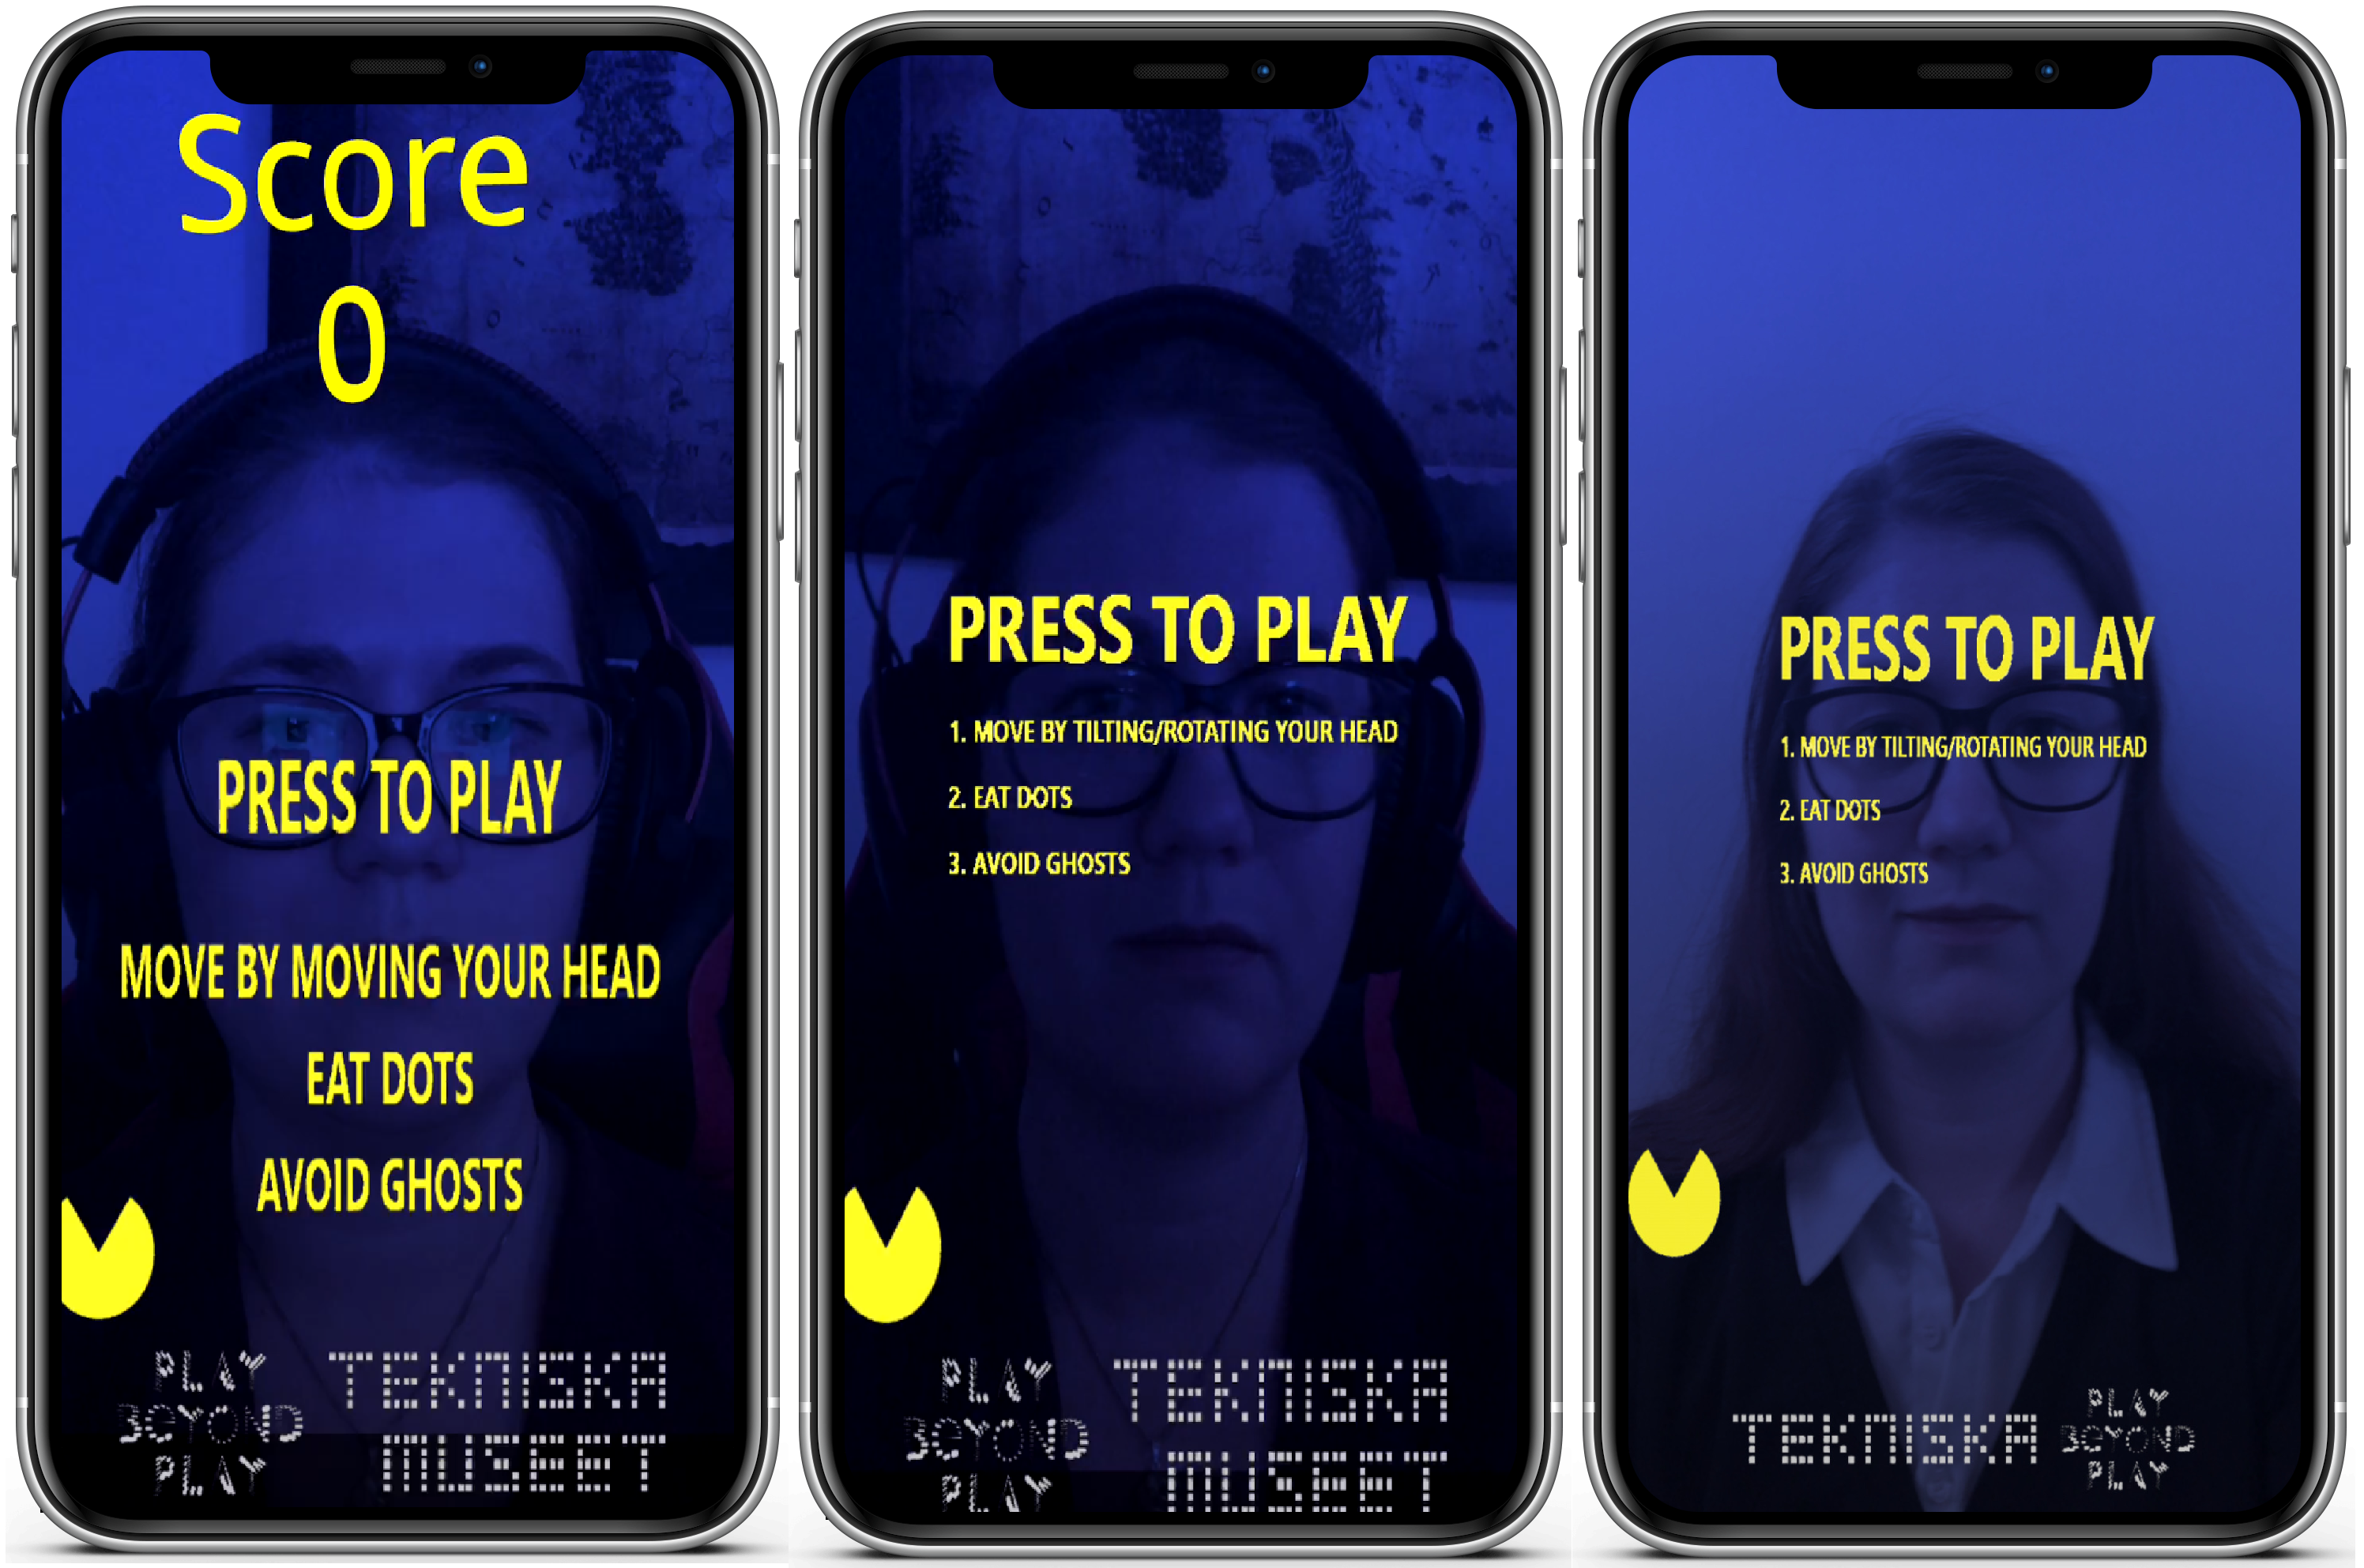 Score
0
PRESS TO PLAY
MOVE BY MOVING YOUR HEAD
EAT DOTS
AVOID GHOSTS
PLAY
BEYOND
PLAY
TEKNISKA
MUSEET
PRESS TO PLAY
1. MOVE BY TILTING/ROTATING YOUR HEAD
2. EAT DOTS
3. AVOID GHOSTS
PLAY
BEYOND
PLAY
TEKNISKA
MUSEET
PRESS TO PLAY
1. MOVE BY TILTING/ROTATING YOUR HEAD
2. EAT DOTS
3. AVOID GHOSTS
TEKNISKA
PLAY
BEYOND
PLAY